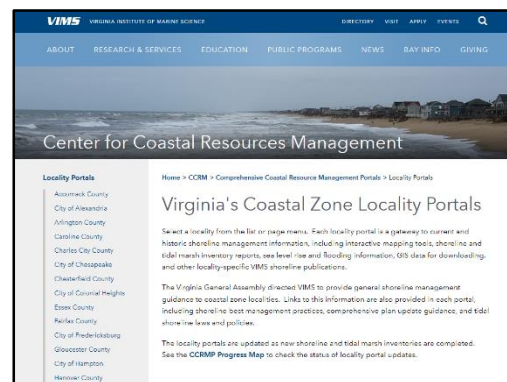 VIMS VIRGINIA INSTITUTE OF MARINE SCIENCE DIRECTORY VISIT APPLY EVENTS
ABOUT RESEARCH & SERVICES EDUCATION PUBLIC PROGRAMS NEWS BAY INFO GIVING
Center for Coastal Resources Management
Locality Portals
Accomack County
City of Alexandria
Arlington County
Caroline County
Charles City County
City of Chesapeake
Chesterfield County
City of Colonial Heights
Essex County
Fairfax County
City of Fredericksburg
Gloucester County
City of Hampton
Hanover County
Home > CCRM > Comprehensive Coastal Resource Management Portals > Locality Portals
Virginia's Coastal Zone Locality Portals
Select a locality from the list or page menu. Each locality portal is a gateway to current and
historic shoreline management information, including interactive mapping tools, shoreline and
tidal marsh inventory reports, sea level rise and flooding information, GIS data for downloading,
and other locality-specific VIMS shoreline publications.
The Virginia General Assembly directed VIMS to provide general shoreline management
guidance to coastal zone localities. Links to this information are also provided in each portal,
including shoreline best management practices, comprehensive plan update guidance, and tidal
shoreline laws and policies.
The locality portals are updated as new shoreline and tidal marsh inventories are completed.
See the CCRMP Progress Map to check the status of locality portal updates.